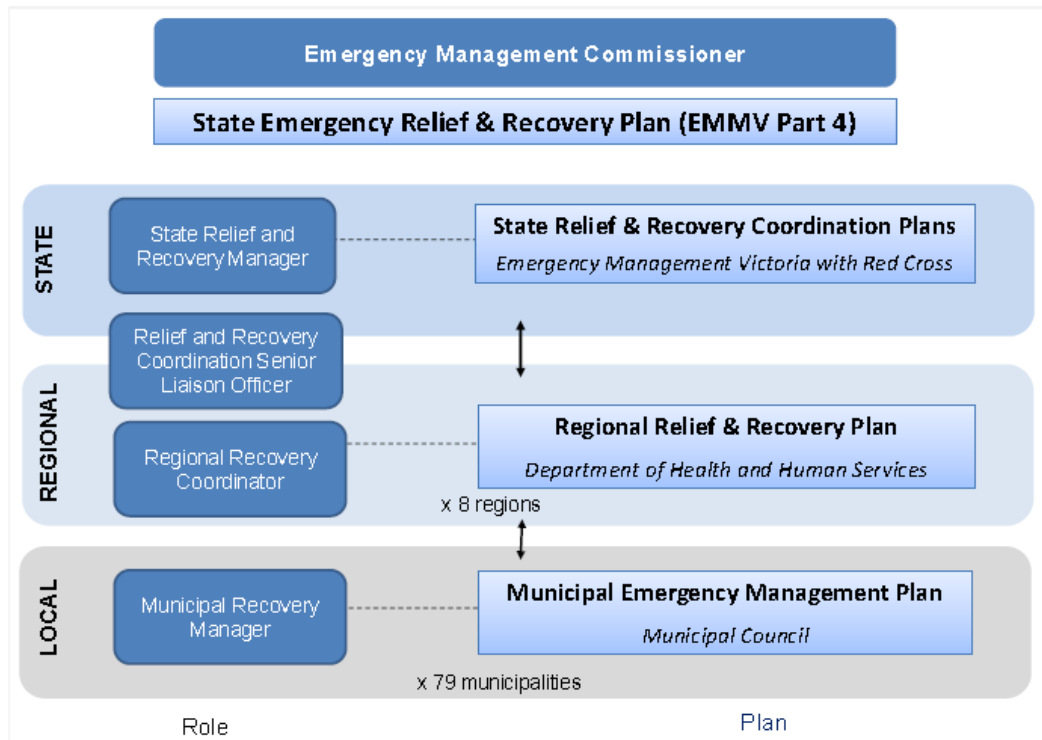 Emergency Management Commissioner
State Emergency Relief & Recovery Plan (EMMV Part 4)
STATE
State Relief and
Recovery Manager
State Relief & Recovery Coordination Plans
Emergency Management Victoria with Red Cross
Relief and Recovery
Coordination Senior
Liaison Officer
REGIONAL
Regional Recovery
Coordinator
Regional Relief & Recovery Plan
Department of Health and Human Services
x 8 regions
LOCAL
Municipal Recovery
Manager
Municipal Emergency Management Plan
Municipal Council
x 79 municipalities
Role
Plan